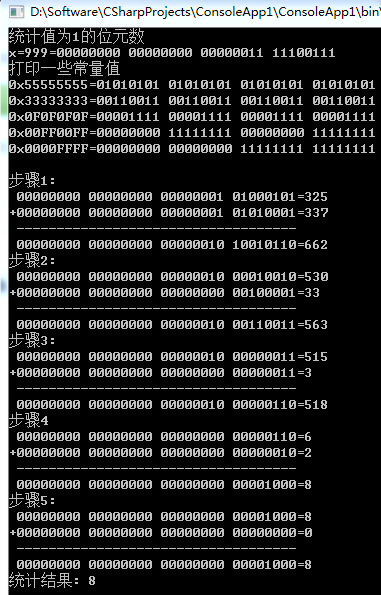 D:\Software\CSharpProjects\ConsoleApp1\ConsoleApp1\bin\
统计值为1的位元数
x=999=00000000 00000000 00000011 11100111
打印一些常量值
0x55555555=01010101 01010101 01010101 01010101
0x33333333=00110011 00110011 00110011 00110011
0x0F0F0F0F=00001111 00001111 00001111 00001111
0x00FF00FF=00000000 11111111 00000000 11111111
0x0000FFFF=00000000 00000000 11111111 11111111
步骤1:
00000000 00000000 00000001 01000101=325
+00000000 00000000 00000001 01010001=337
-------------------------------------
00000000 00000000 00000010 10010110=662
步骤2:
00000000 00000000 00000010 00010010=530
+00000000 00000000 00000000 00100001=33
-------------------------------------
00000000 00000000 00000010 00110011=563
步骤3:
00000000 00000000 00000010 00000011=515
+00000000 00000000 00000000 00000011=3
-------------------------------------
00000000 00000000 00000010 00000110=518
步骤4
00000000 00000000 00000000 00000110=6
+00000000 00000000 00000000 00000010=2
-------------------------------------
00000000 00000000 00000000 00001000=8
步骤5:
00000000 00000000 00000000 00001000=8
+00000000 00000000 00000000 00000000=0
-------------------------------------
00000000 00000000 00000000 00001000=8
统计结果: 8